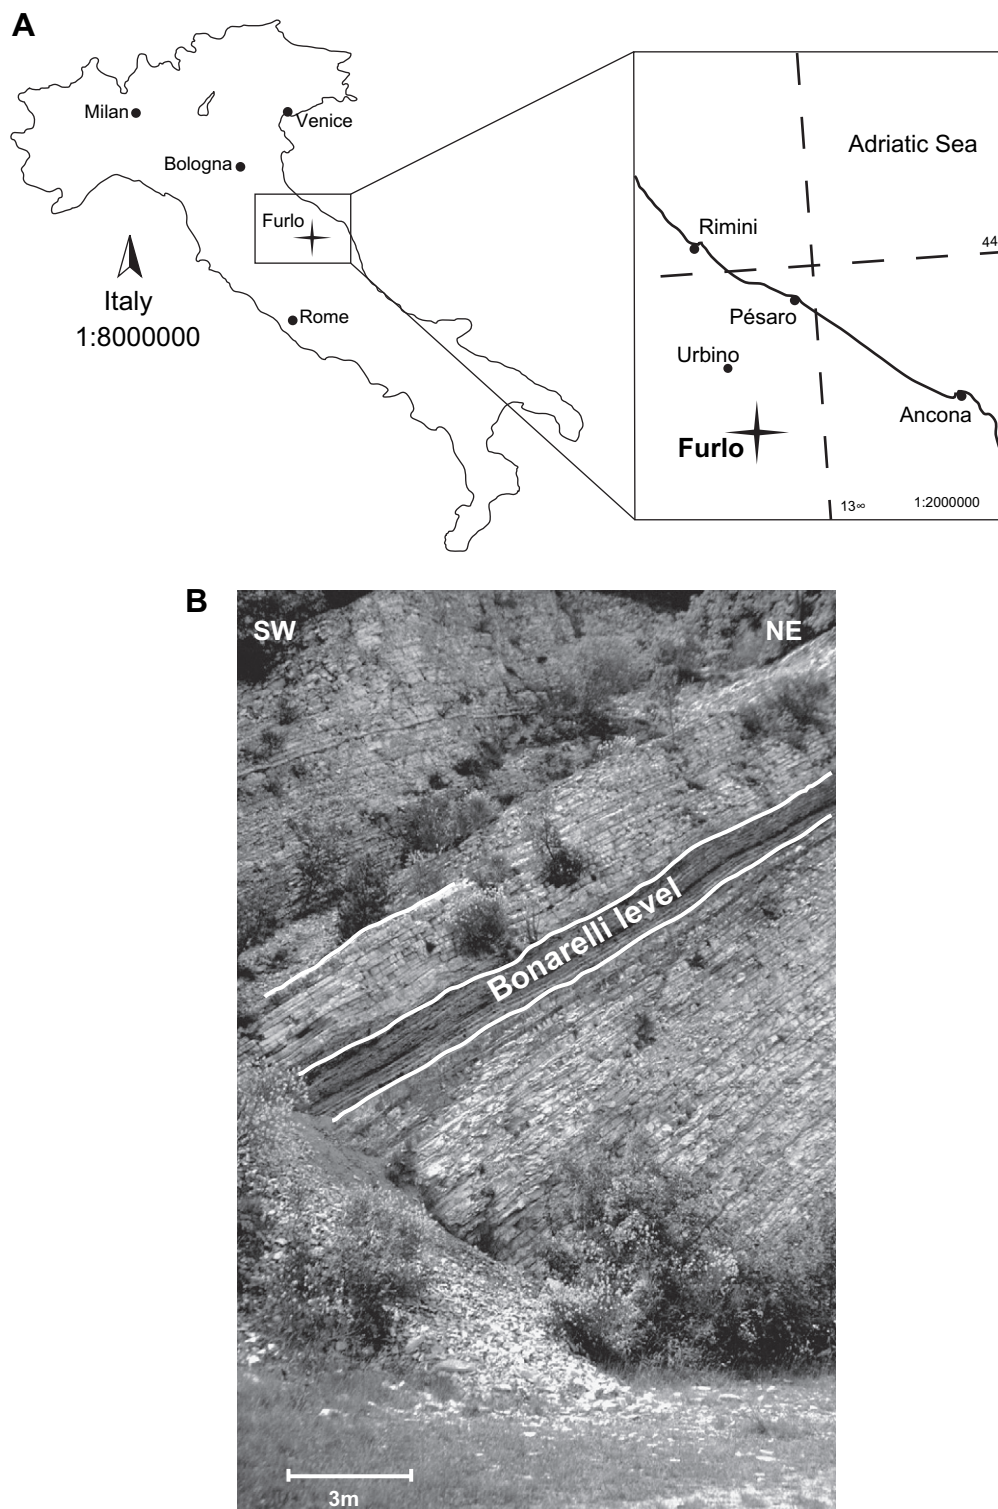 A
Milan
Venice
Bologna
Furlo
Italy
1:8000000
Rome
Adriatic Sea
Rimini
44
Pésaro
Urbino
Ancona
Furlo
13∞
1:2000000
B
SW
NE
Bonarelli level
3m